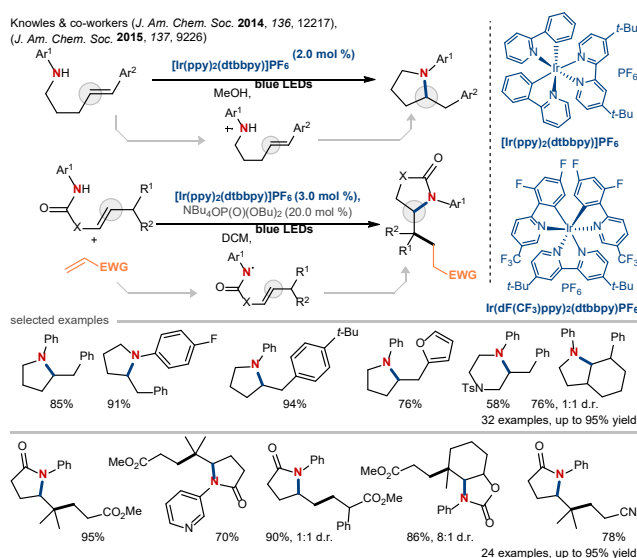 Knowles & co-workers (J. Am. Chem. Soc. 2014, 136, 12217),
(J. Am. Chem. Soc. 2015, 137, 9226)
Ar1
NH
Ar2
[Ir(ppy)2(dtbbpy)]PF6 (2.0 mol %)
blue LEDs
MeOH,
Ar1
N
Ar2
Ar1
NH
Ar2
N
N
Ir
N
N
t-Bu
t-Bu
PF6
[Ir(ppy)2(dtbbpy)]PF6
Ar1
NH
O
X
R1
R2
+
EWG
[Ir(ppy)2(dtbbpy)]PF6 (3.0 mol %),
NBu4OP(O)(OBu)2 (20.0 mol %)
blue LEDs
DCM,
Ar1
N·
O
X
R1
R2
O
X
N
Ar1
R2
R1
EWG
F
F
F
F
N
Ir
N
N
N
CF3
CF3
t-Bu
t-Bu
PF6
Ir(dF(CF3)ppy)2(dtbbpy)PF6
selected examples
Ph
N
Ph
85%
N
F
Ph
91%
Ph
N
t-Bu
94%
Ph
N
O
76%
Ph
N
Ph
TsN
58%
Ph
N
Ph
76%, 1:1 d.r.
32 examples, up to 95% yield
O
N
Ph
CO2Me
95%
MeO2C
N
O
N
70%
O
N
Ph
CO2Me
Ph
90%, 1:1 d.r.
MeO2C
Me
Ph
N
O
O
86%, 8:1 d.r.
O
N
Ph
CN
78%
24 examples, up to 95% yield